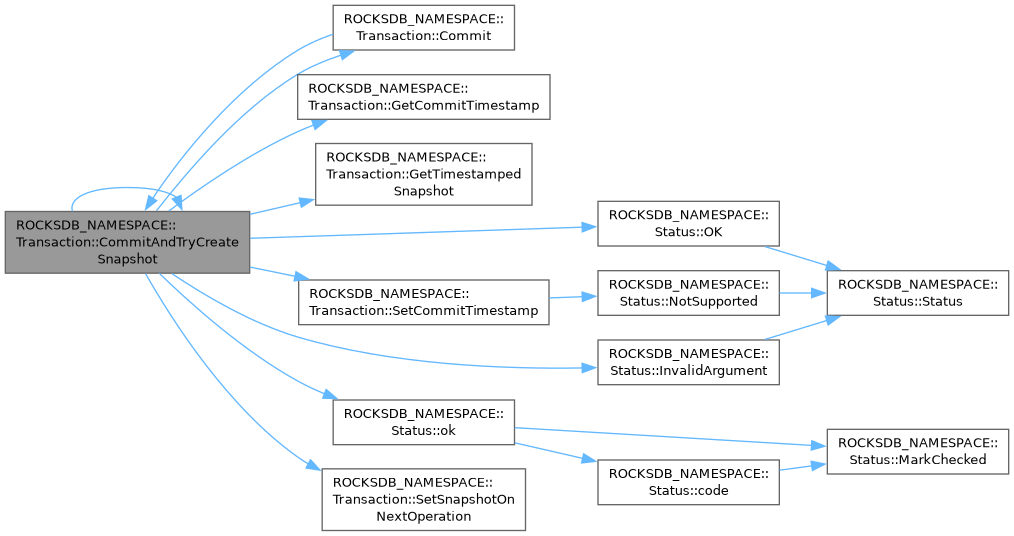 ROCKSDB_NAMESPACE::
Transaction::Commit
ROCKSDB_NAMESPACE::
Transaction::GetCommitTimestamp
ROCKSDB_NAMESPACE::
Transaction::GetTimestamped
Snapshot
ROCKSDB_NAMESPACE::
Transaction::CommitAndTryCreate
Snapshot
ROCKSDB_NAMESPACE::
Status::OK
ROCKSDB_NAMESPACE::
Transaction::SetCommitTimestamp
ROCKSDB_NAMESPACE::
Status::NotSupported
ROCKSDB_NAMESPACE::
Status::Status
ROCKSDB_NAMESPACE::
Status::InvalidArgument
ROCKSDB_NAMESPACE::
Status::ok
ROCKSDB_NAMESPACE::
Status::MarkChecked
ROCKSDB_NAMESPACE::
Status::code
ROCKSDB_NAMESPACE::
Transaction::SetSnapshotOn
NextOperation